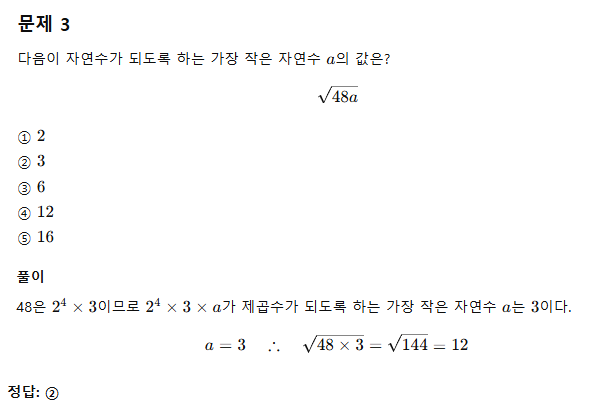 문제 3
다음이 자연수가 되도록 하는 가장 작은 자연수 a의 값은?
√48a
① 2
② 3
③ 6
④ 12
⑤ 16
풀이
48은 2⁴ × 3이므로 2⁴ × 3 × a가 제곱수가 되도록 하는 가장 작은 자연수 a는 3이다.
a = 3 ∴ √48 × 3 = √144 = 12
정답: ②